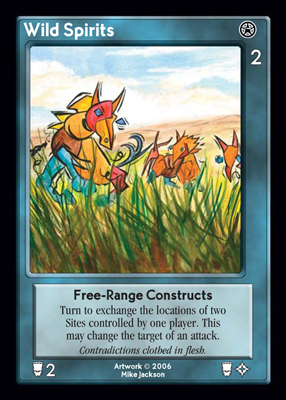 Wild Spirits
2
Free-Range Constructs
Turn to exchange the locations of two
Sites controlled by one player. This
may change the target of an attack.
Contradictions clothed in flesh.
2
Artwork © 2006
Mike Jackson